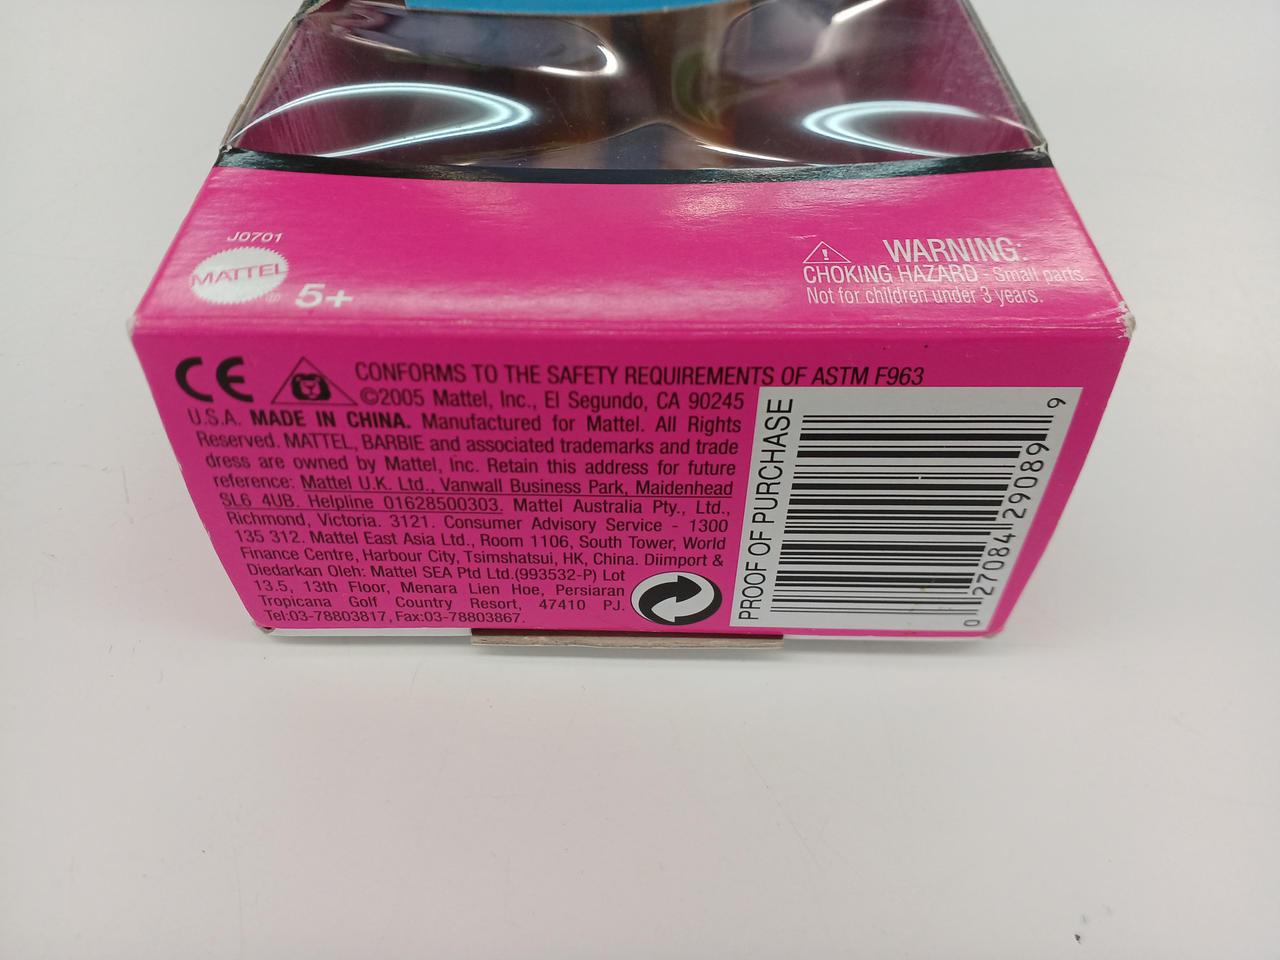 J0701
MATTEL
5+
WARNING:
CHOKING HAZARD - Small parts.
Not for children under 3 years.
CE
CONFORMS TO THE SAFETY REQUIREMENTS OF ASTM F963
©2005 Mattel, Inc., El Segundo, CA 90245
U.S.A. MADE IN CHINA. Manufactured for Mattel. All Rights
Reserved. MATTEL, BARBIE and associated trademarks and trade
dress are owned by Mattel, Inc. Retain this address for future
reference: Mattel U.K. Ltd., Vanwall Business Park, Maidenhead
SL6 4UB. Helpline 01628500303. Mattel Australia Pty., Ltd.,
Richmond, Victoria. 3121. Consumer Advisory Service - 1300
135 312. Mattel East Asia Ltd., Room 1106, South Tower, World
Finance Centre, Harbour City, Tsimshatsui, HK, China. Diimport &
Diedarkan Oleh: Mattel SEA Ptd Ltd.(993532-P) Lot
13.5, 13th Floor, Menara Lien Hoe, Persiaran
Tropicana Golf Country Resort, 47410 PJ.
Tel:03-78803817, Fax:03-78803867.
PROOF OF PURCHASE
0 27084 29089 9